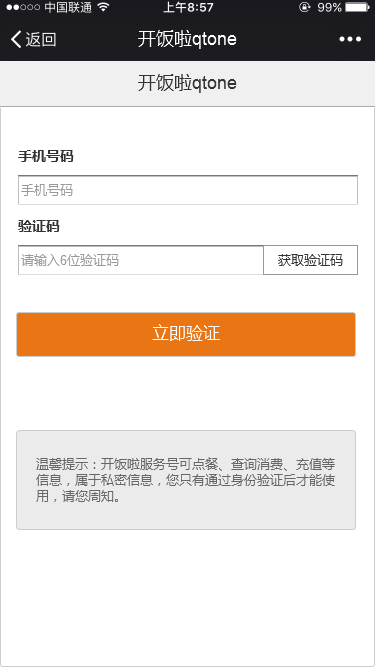 中国联通 上午8:57 99%
返回 开饭啦qtone
开饭啦qtone
手机号码
手机号码
验证码
请输入6位验证码 获取验证码
立即验证
温馨提示：开饭啦服务号可点餐、查询消费、充值等
信息，属于私密信息，您只有通过身份验证后才能使
用，请您周知。